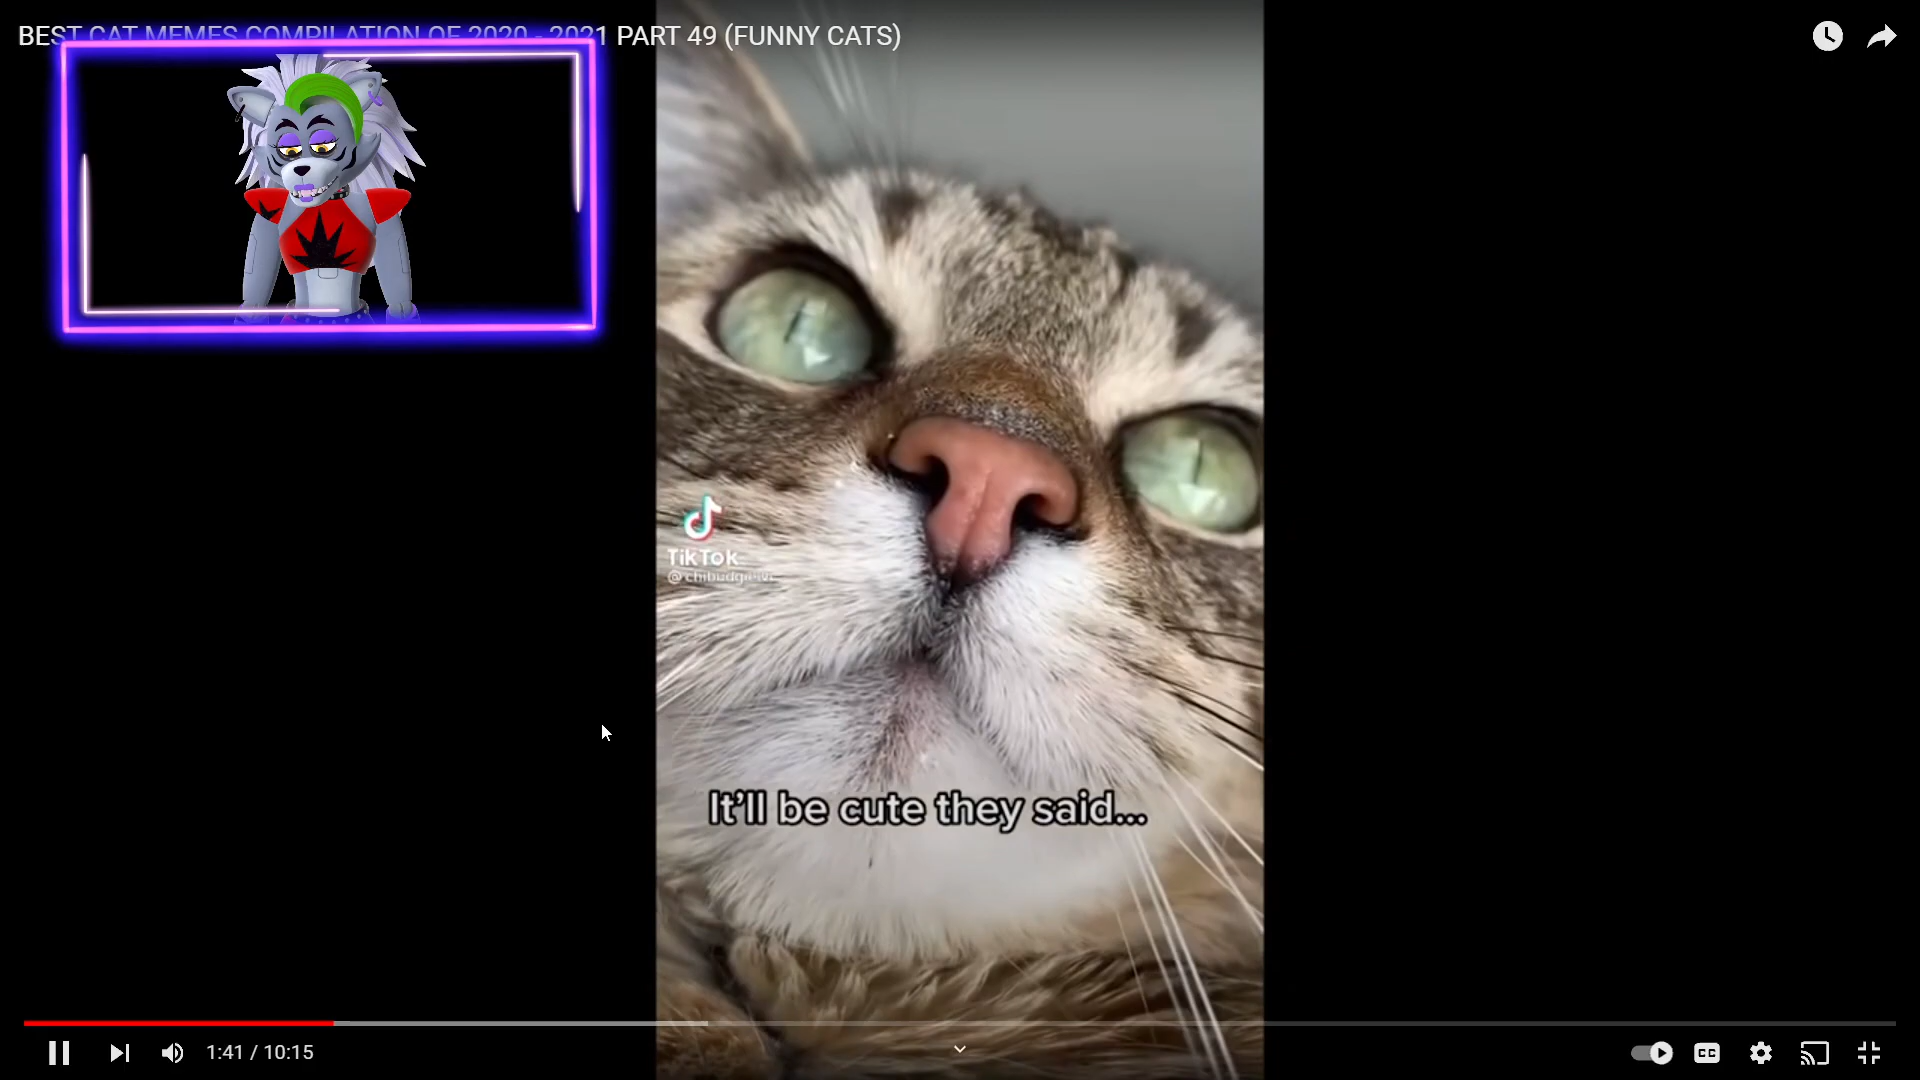 BEST CAT MEMES COMPILATION OF 2020 - 2021 PART 49 (FUNNY CATS)
TikTok
It'll be cute they said...
1:41 / 10:15
CC